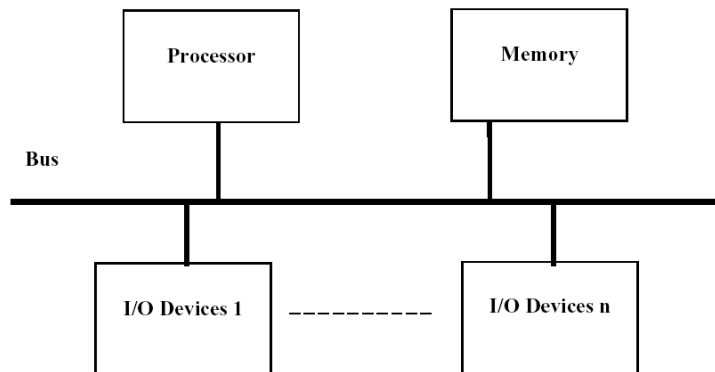 Processor
Memory
Bus
I/O Devices 1
I/O Devices n